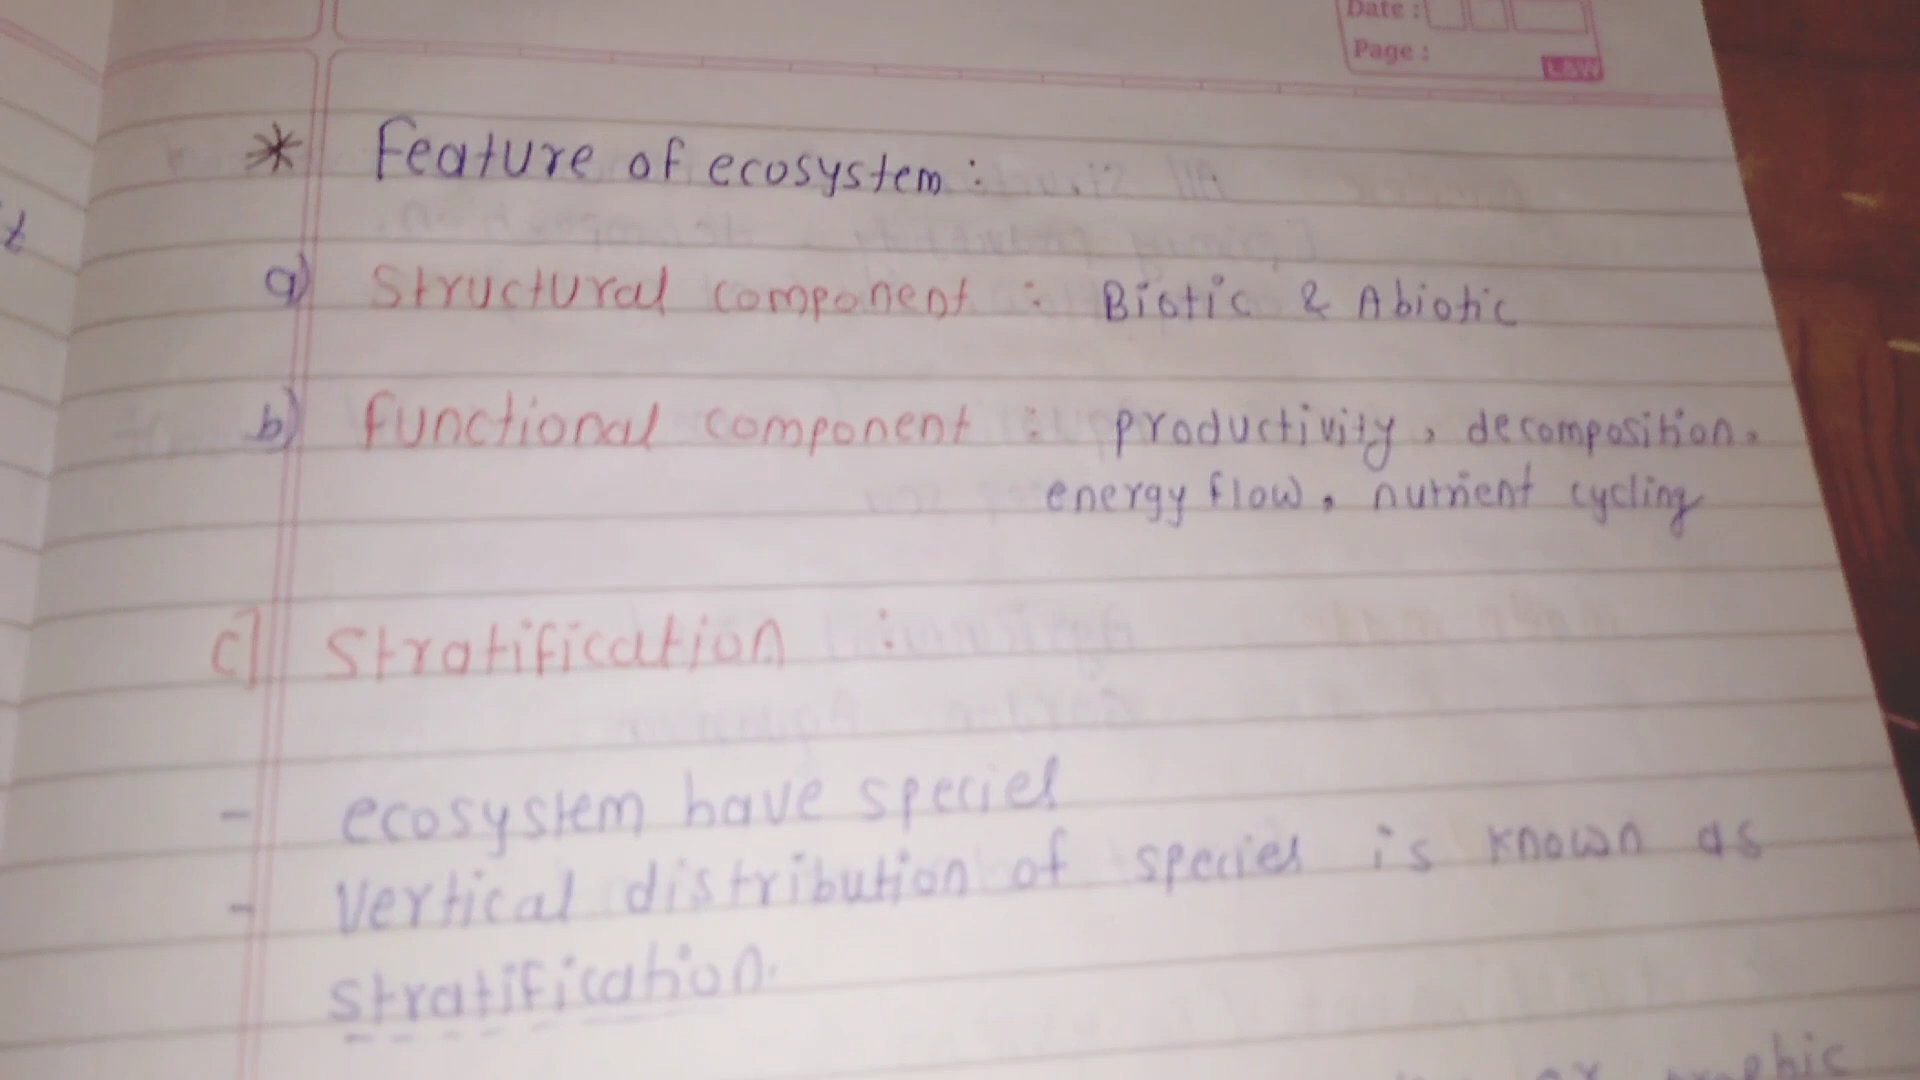 Date :
Page :
L&W
* Feature of ecosystem :
a) Structural component : Biotic & Abiotic
b) functional component : productivity, decomposition,
energy flow, nutrient cycling
c] Stratification :
- ecosystem have species
- Vertical distribution of species is known as
stratification.